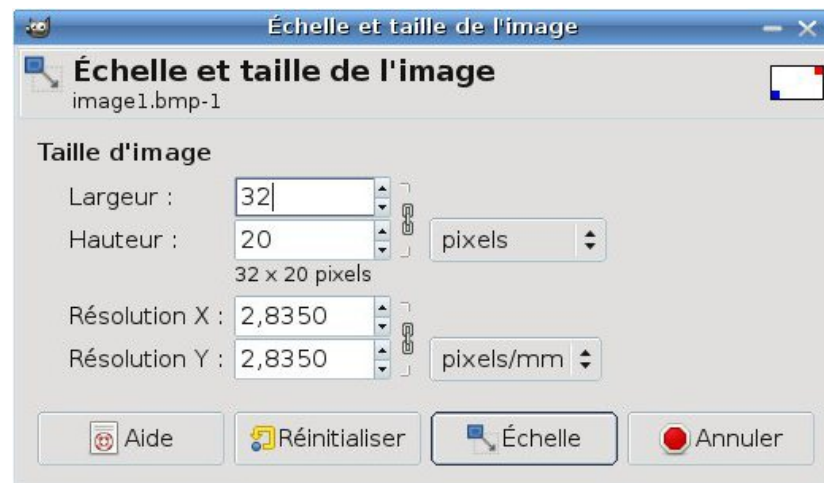 Échelle et taille de l'image
Échelle et taille de l'image
image1.bmp-1
Taille d'image
Largeur : 32
Hauteur : 20 pixels
32 x 20 pixels
Résolution X : 2,8350
Résolution Y : 2,8350 pixels/mm
Aide Réinitialiser Échelle Annuler